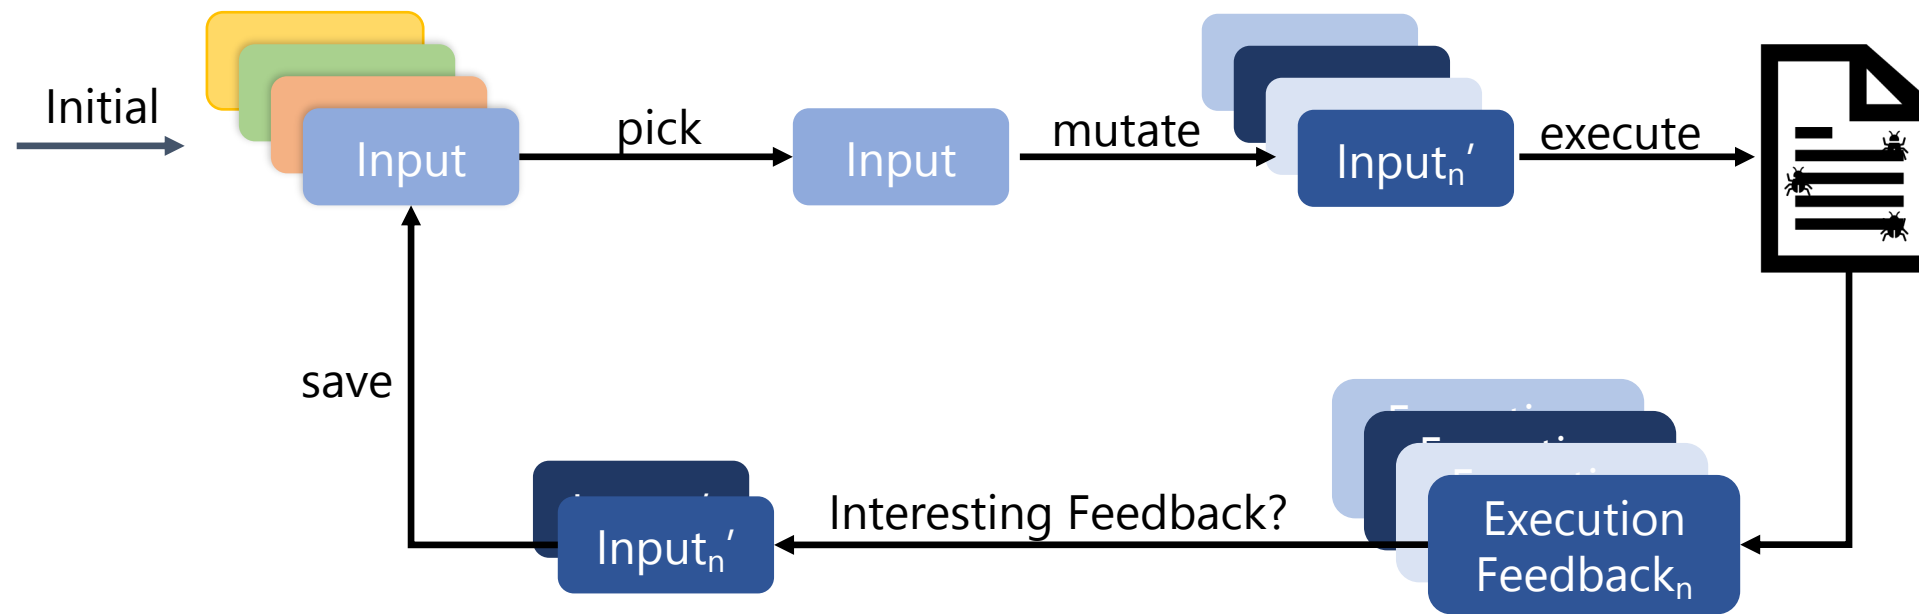 Initial
Input
pick
Input
mutate
Inputₙ′
execute
save
Inputₙ′
Interesting Feedback?
Execution
Feedbackₙ